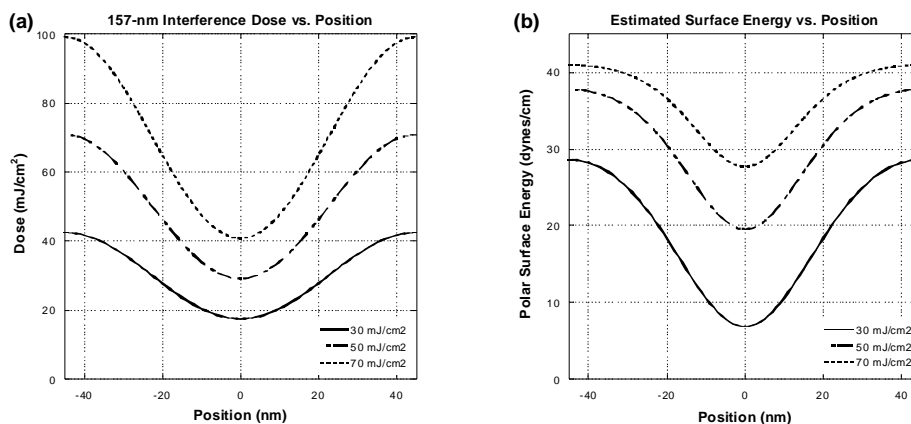 (a)
157-nm Interference Dose vs. Position
100
80
60
40
20
0
Dose (mJ/cm²)
-40 -20 0 20 40
Position (nm)
30 mJ/cm2
50 mJ/cm2
70 mJ/cm2
(b)
Estimated Surface Energy vs. Position
40
30
20
10
0
Polar Surface Energy (dynes/cm)
-40 -20 0 20 40
Position (nm)
30 mJ/cm2
50 mJ/cm2
70 mJ/cm2